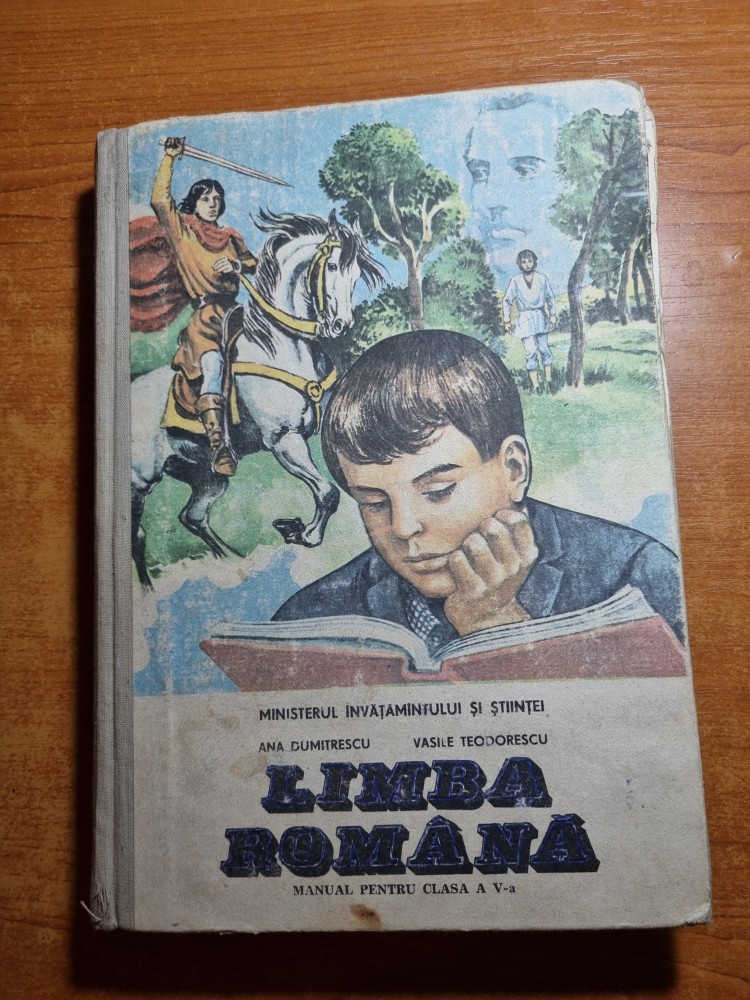 MINISTERUL ÎNVĂȚĂMÎNTULUI ȘI ȘTIINȚEI
ANA DUMITRESCU VASILE TEODORESCU
LIMBA
ROMÂNĂ
MANUAL PENTRU CLASA A V-a